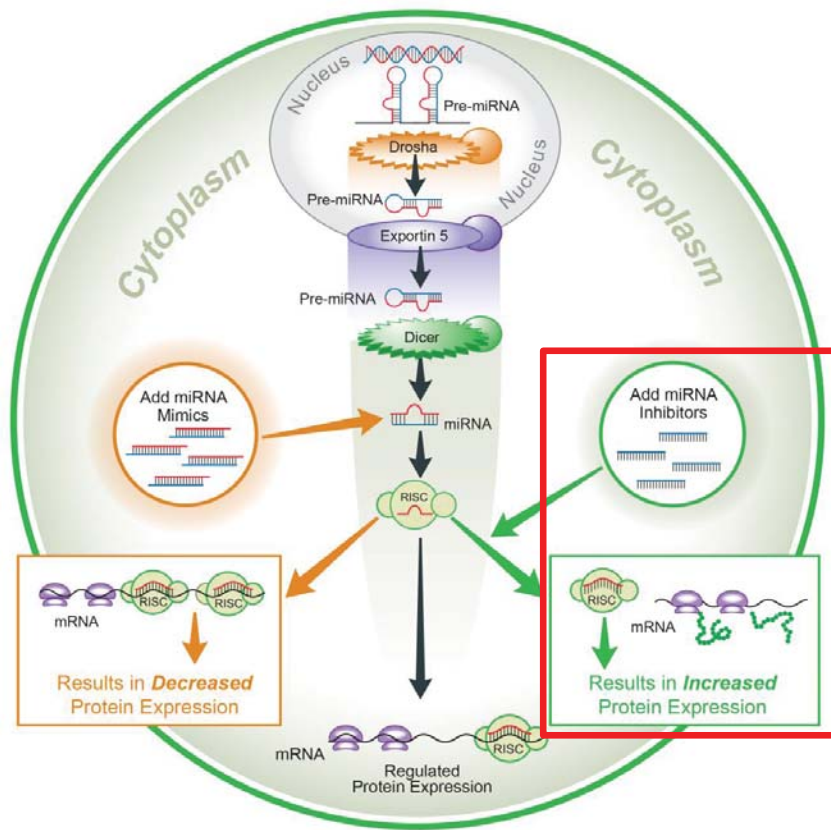 Nucleus
Pre-miRNA
Drosha
Nucleus
Pre-miRNA
Exportin 5
Cytoplasm
Cytoplasm
Pre-miRNA
Dicer
Add miRNA
Mimics
miRNA
Add miRNA
Inhibitors
RISC
RISC
RISC
mRNA
Results in Decreased
Protein Expression
RISC
mRNA
Results in Increased
Protein Expression
mRNA
RISC
Regulated
Protein Expression